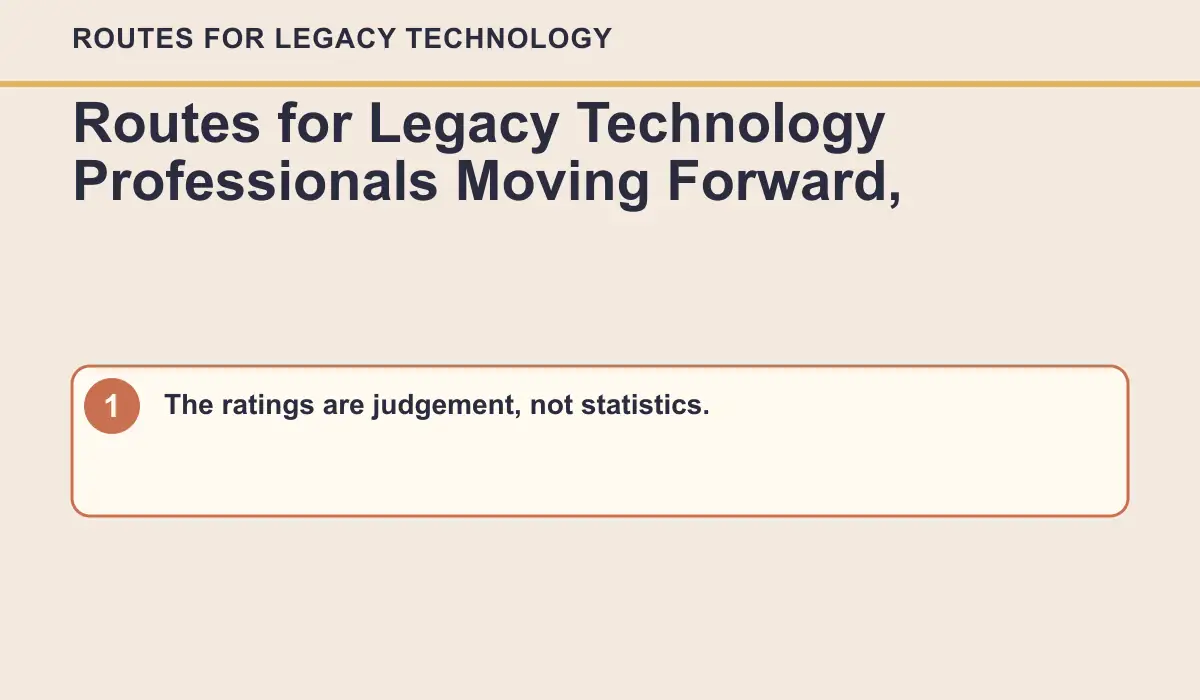 ROUTES FOR LEGACY TECHNOLOGY
Routes for Legacy Technology
Professionals Moving Forward,
1 The ratings are judgement, not statistics.